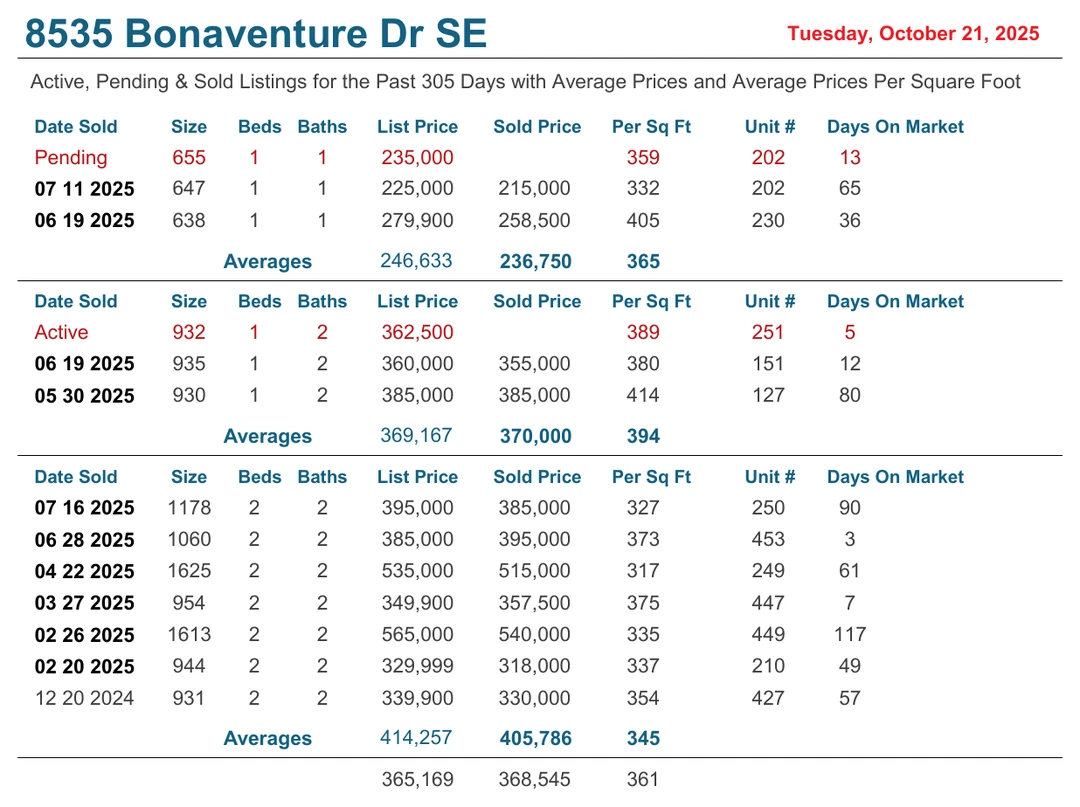 8535 Bonaventure Dr SE Tuesday, October 21, 2025
Active, Pending & Sold Listings for the Past 305 Days with Average Prices and Average Prices Per Square Foot
Date Sold Size Beds Baths List Price Sold Price Per Sq Ft Unit # Days On Market
Pending 655 1 1 235,000 359 202 13
07 11 2025 647 1 1 225,000 215,000 332 202 65
06 19 2025 638 1 1 279,900 258,500 405 230 36
Averages 246,633 236,750 365
Date Sold Size Beds Baths List Price Sold Price Per Sq Ft Unit # Days On Market
Active 932 1 2 362,500 389 251 5
06 19 2025 935 1 2 360,000 355,000 380 151 12
05 30 2025 930 1 2 385,000 385,000 414 127 80
Averages 369,167 370,000 394
Date Sold Size Beds Baths List Price Sold Price Per Sq Ft Unit # Days On Market
07 16 2025 1178 2 2 395,000 385,000 327 250 90
06 28 2025 1060 2 2 385,000 395,000 373 453 3
04 22 2025 1625 2 2 535,000 515,000 317 249 61
03 27 2025 954 2 2 349,900 357,500 375 447 7
02 26 2025 1613 2 2 565,000 540,000 335 449 117
02 20 2025 944 2 2 329,999 318,000 337 210 49
12 20 2024 931 2 2 339,900 330,000 354 427 57
Averages 414,257 405,786 345
365,169 368,545 361